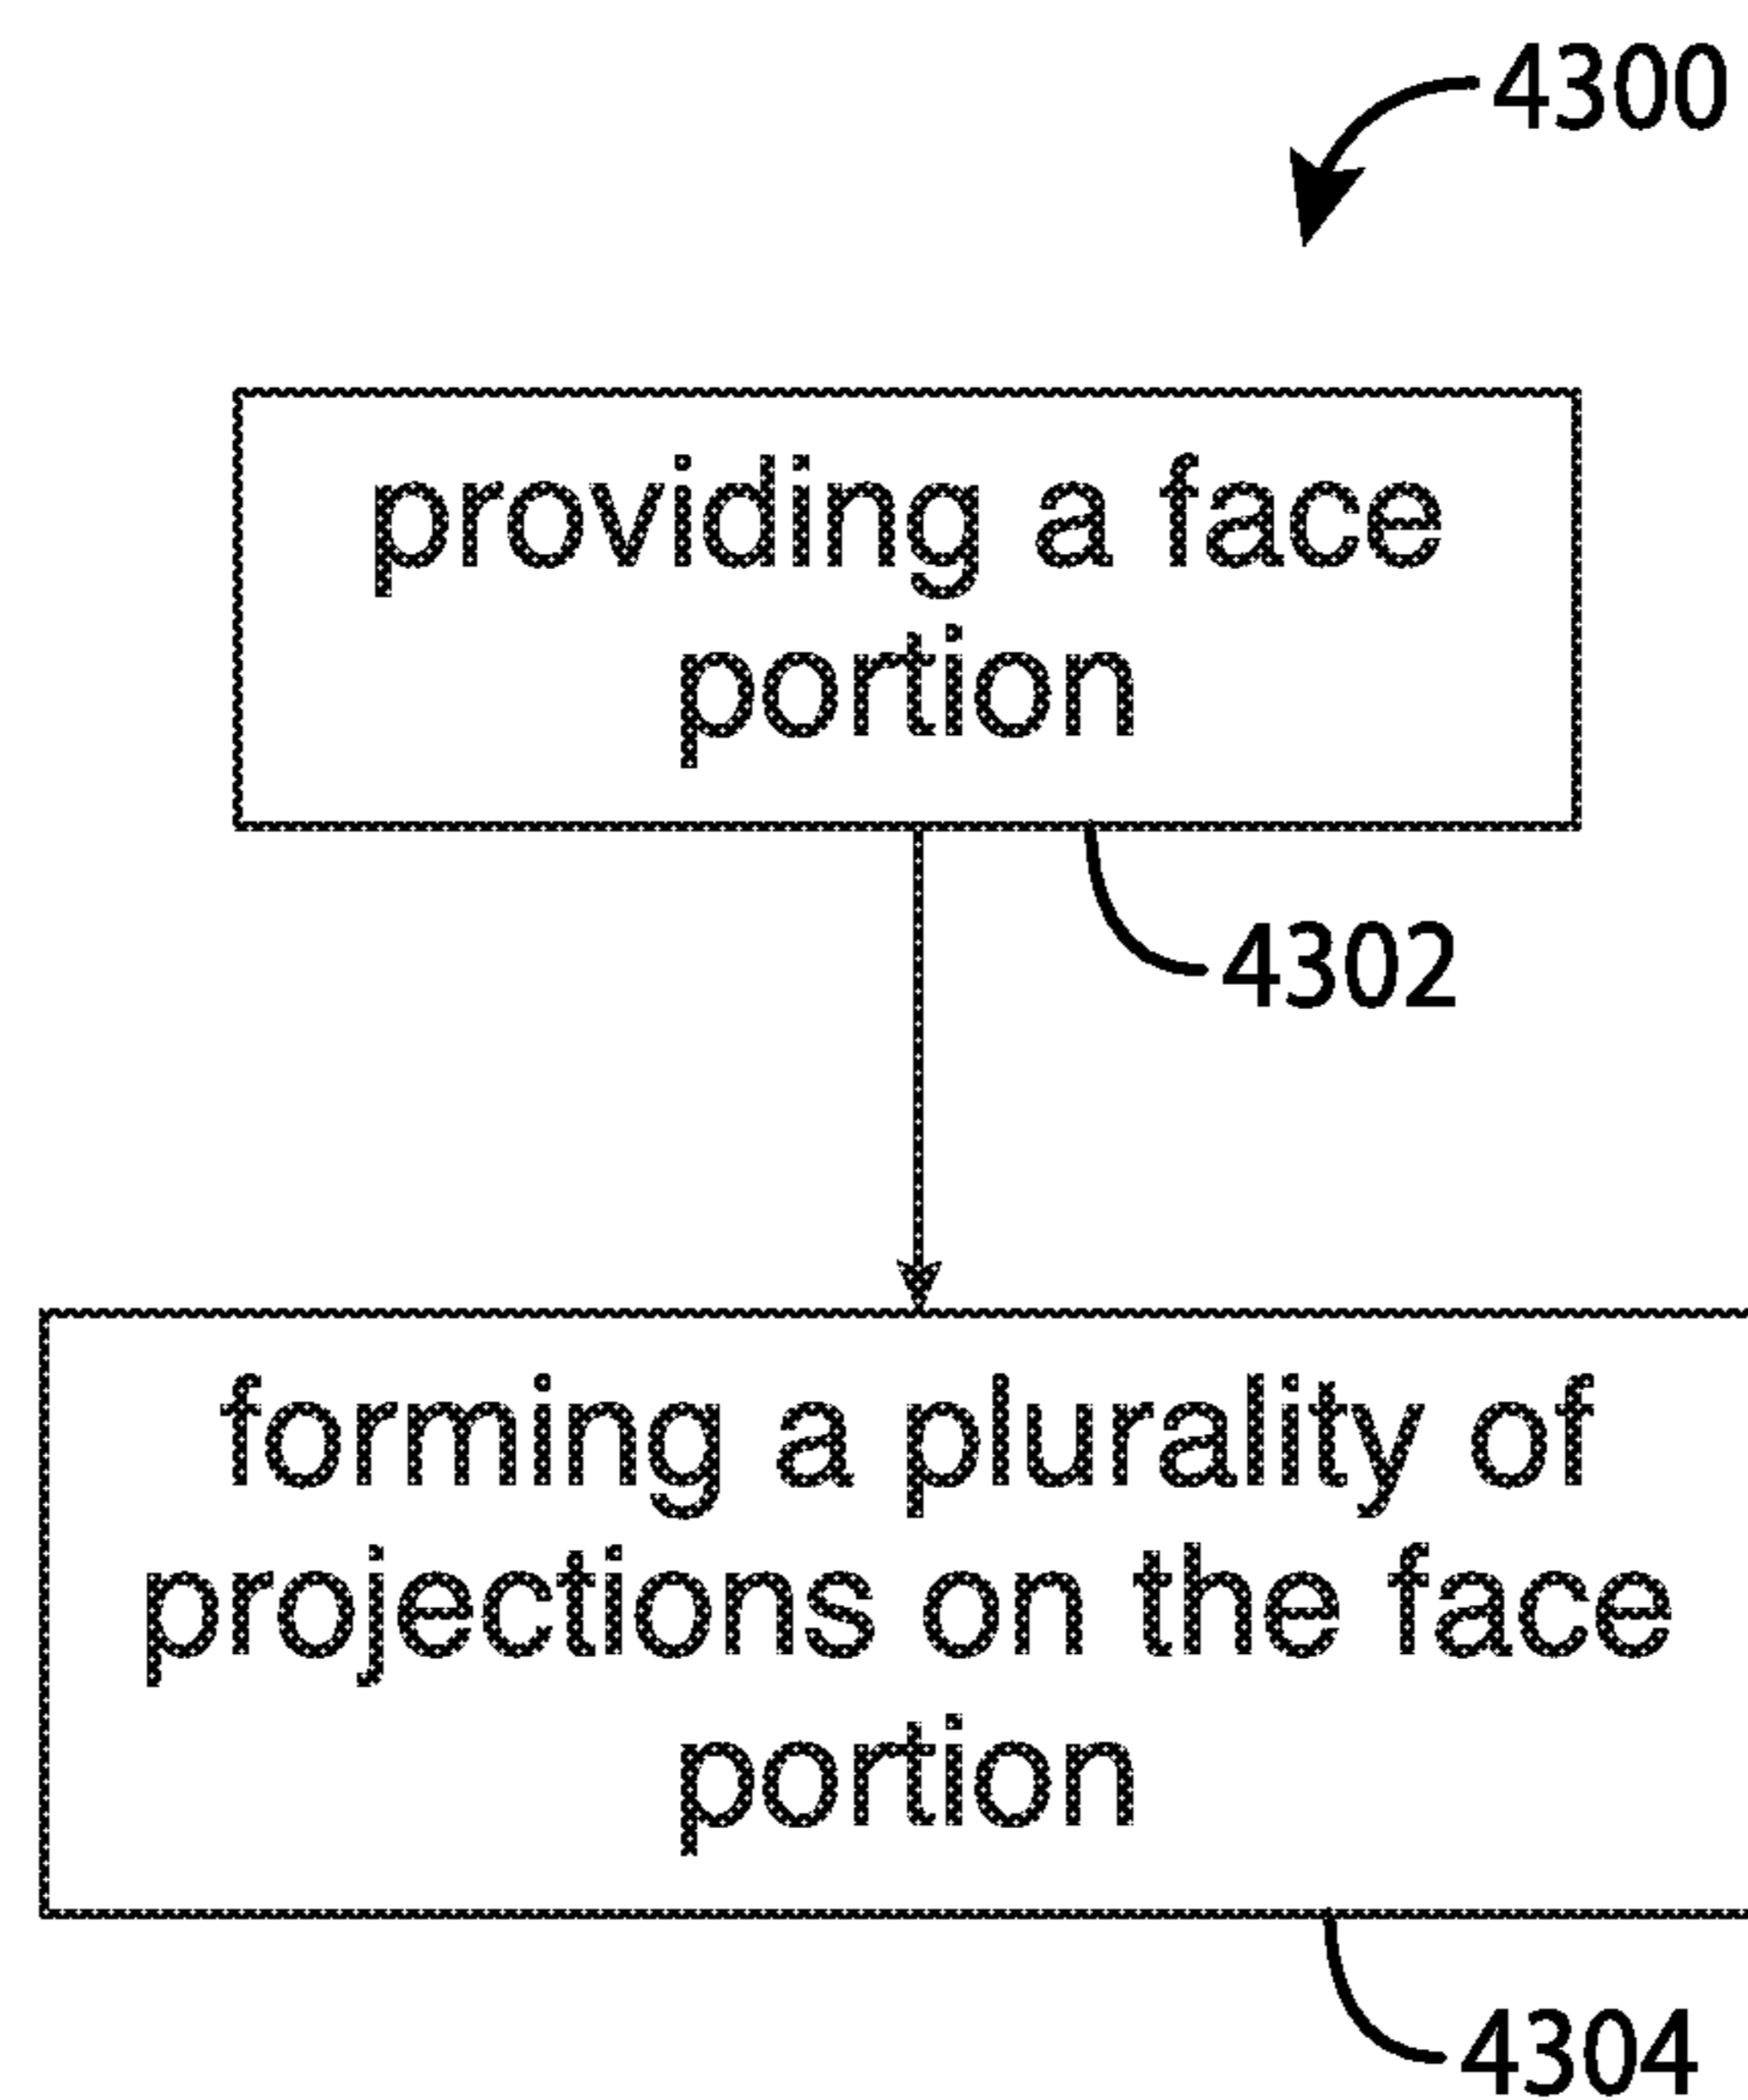 4300
providing a face
portion
4302
forming a plurality of
projections on the face
portion
4304